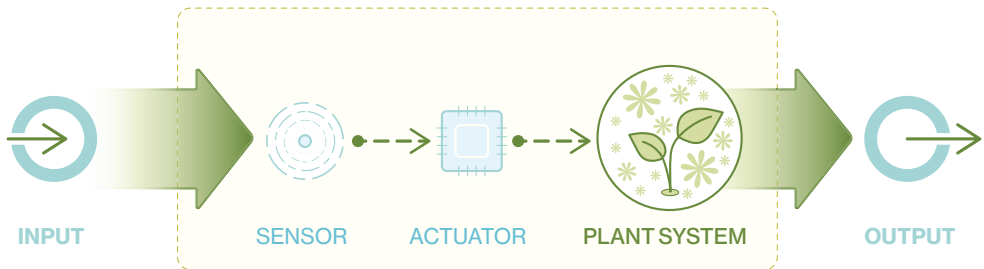 INPUT
SENSOR
ACTUATOR
PLANT SYSTEM
OUTPUT